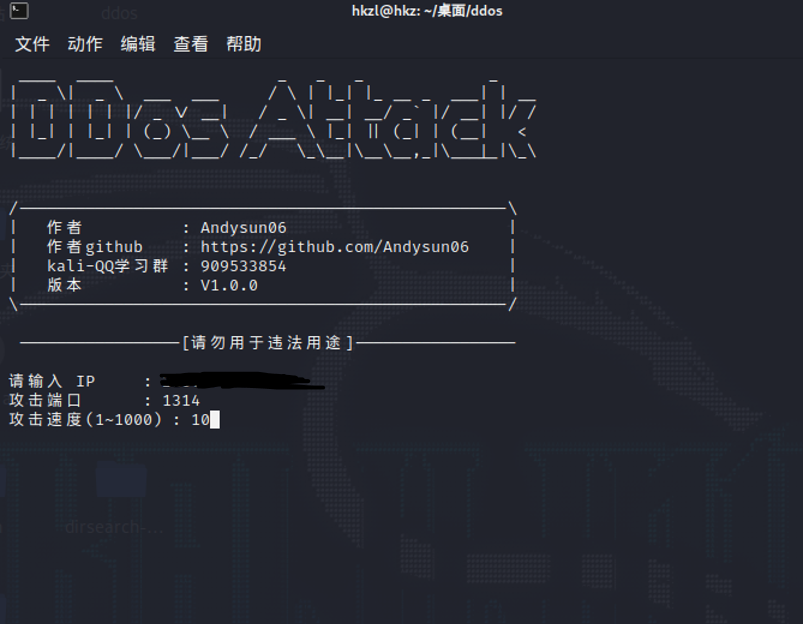 ddos
hkzl@hkz: ~/桌面/ddos
文件 动作 编辑 查看 帮助
DDos Attack
作者 : Andysun06
作者github : https://github.com/Andysun06
kali-QQ学习群 : 909533854
版本 : V1.0.0
[请勿用于违法用途]
请输入 IP :
攻击端口 : 1314
攻击速度(1~1000) : 10
dirsearch-...